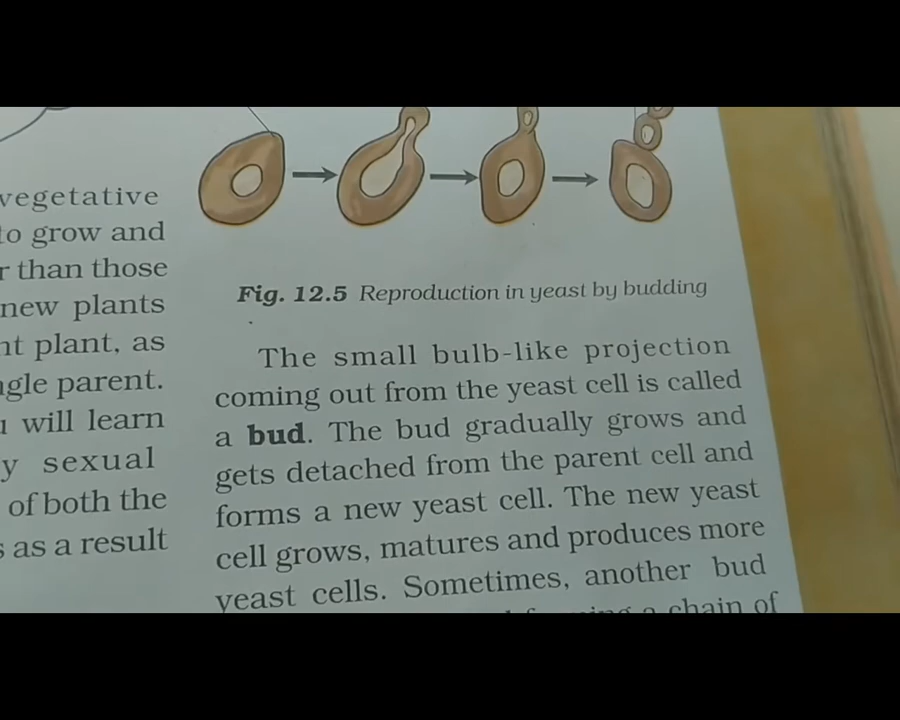 vegetative
to grow and
than those
new plants
plant, as
parent.
will learn
sexual
of both the
as a result
Fig. 12.5 Reproduction in yeast by budding
The small bulb-like projection
coming out from the yeast cell is called
a bud. The bud gradually grows and
gets detached from the parent cell and
forms a new yeast cell. The new yeast
cell grows, matures and produces more
yeast cells. Sometimes, another bud
a chain of